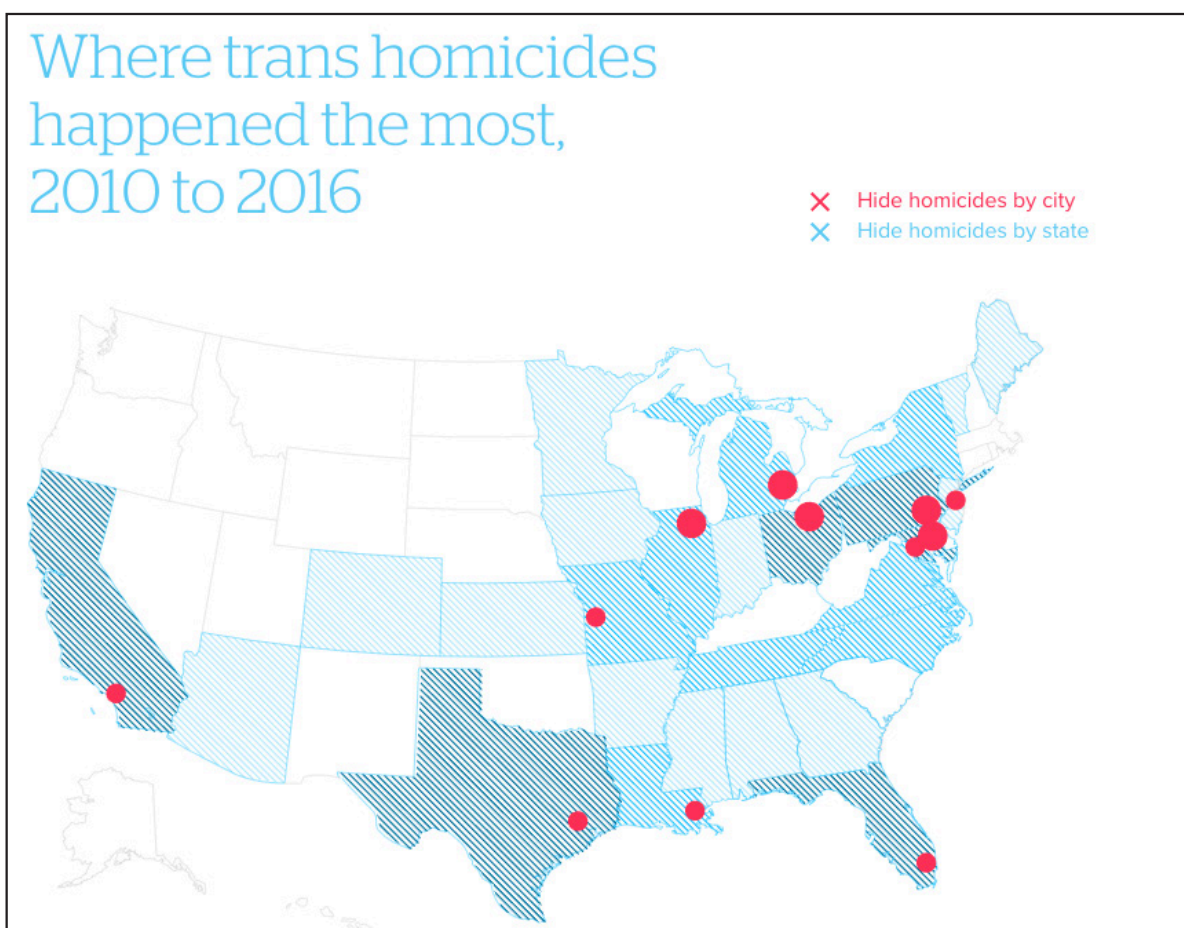 Where trans homicides
happened the most,
2010 to 2016
× Hide homicides by city
× Hide homicides by state